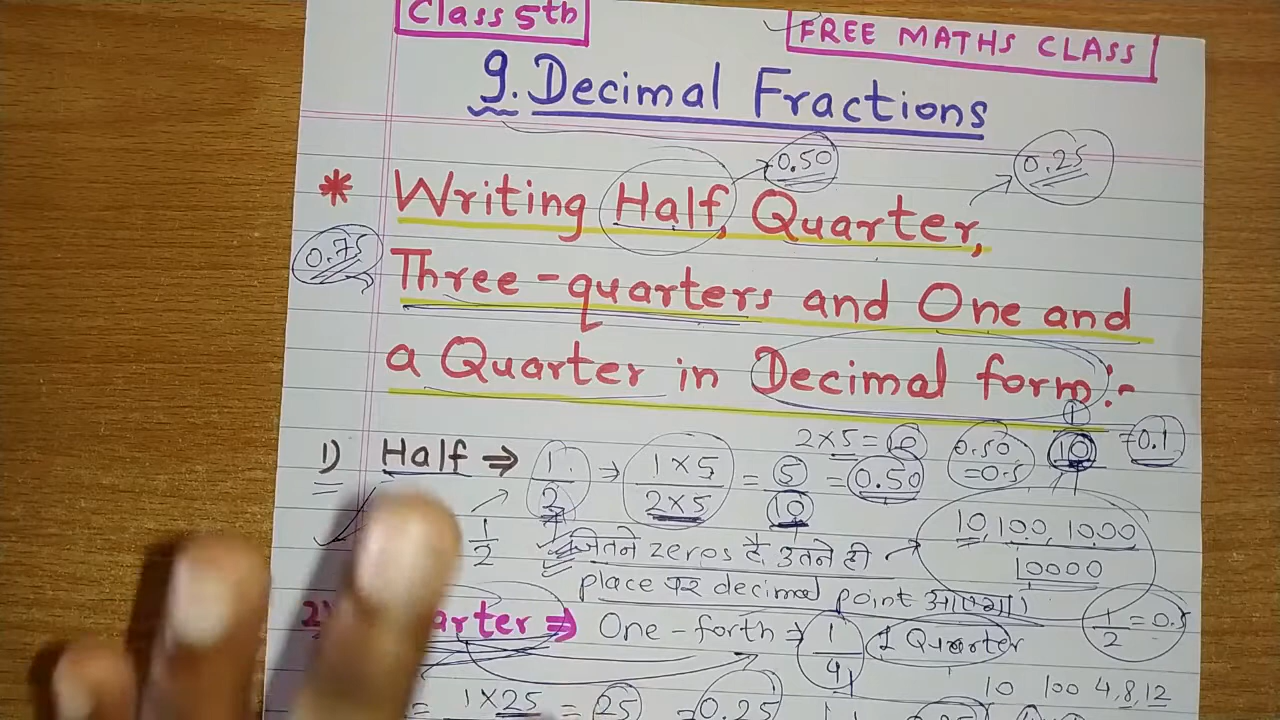 Class 5th
FREE MATHS CLASS
9. Decimal Fractions
0.50
0.25
* Writing Half, Quarter,
0.75
Three-quarters and One and
a Quarter in Decimal form:-
1) Half ⇒ 1/2 → 1×5/2×5 = 5/10 = 0.50
2×5=10
0.50
=0.5
1/10 =0.1
1/2
जितने zeros है उतने ही
place पर decimal point आएगा।
10,100,1000
10000
1/2 = 0.5
2) Quarter ⇒ One-forth ⇒ 1/4 1 Quarter
10 100 4,8,12
= 1×25 = 25 = 0.25